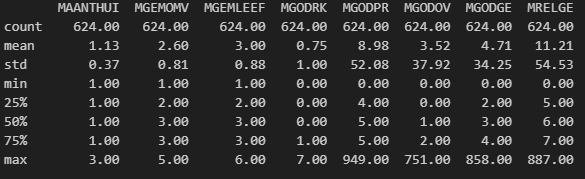 MAANTHUI MGEMOMV MGEMLEEF MGODRK MGODPR MGODOV MGODGE MRELGE
count 624.00 624.00 624.00 624.00 624.00 624.00 624.00 624.00
mean 1.13 2.60 3.00 0.75 8.98 3.52 4.71 11.21
std 0.37 0.81 0.88 1.00 52.08 37.92 34.25 54.53
min 1.00 1.00 1.00 0.00 0.00 0.00 0.00 0.00
25% 1.00 2.00 2.00 0.00 4.00 0.00 2.00 5.00
50% 1.00 3.00 3.00 0.00 5.00 1.00 3.00 6.00
75% 1.00 3.00 3.00 1.00 5.00 2.00 4.00 7.00
max 3.00 5.00 6.00 7.00 949.00 751.00 858.00 887.00